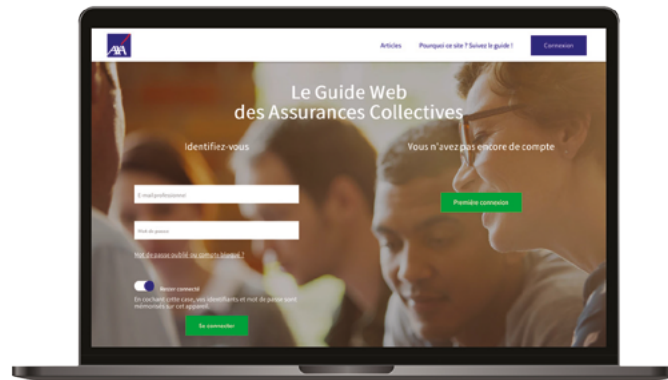 AXA
Articles
Pourquoi ce site ? Suivez le guide !
Connexion
Le Guide Web
des Assurances Collectives
Identifiez-vous
Vous n'avez pas encore de compte
E-mail professionnel
Première connexion
Mot de passe
Mot de passe oublié ou compte bloqué ?
Rester connecté
En cochant cette case, vos identifiants et mot de passe sont
mémorisés sur cet appareil.
Se connecter